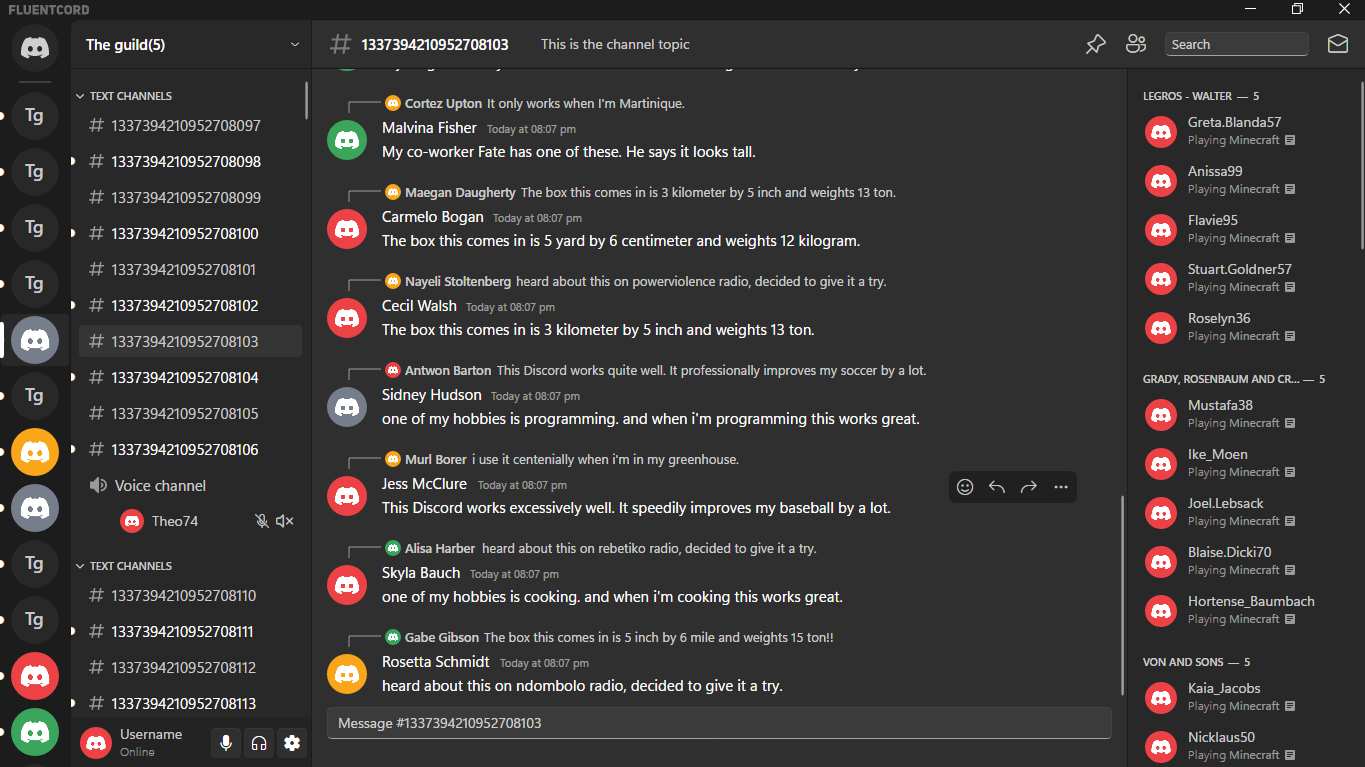 FLUENTCORD
The guild(5)
1337394210952708103 This is the channel topic
Search
Tg
Tg
Tg
Tg
Tg
Tg
Tg
TEXT CHANNELS
# 1337394210952708097
# 1337394210952708098
# 1337394210952708099
# 1337394210952708100
# 1337394210952708101
# 1337394210952708102
# 1337394210952708103
# 1337394210952708104
# 1337394210952708105
# 1337394210952708106
Voice channel
Theo74
TEXT CHANNELS
# 1337394210952708110
# 1337394210952708111
# 1337394210952708112
# 1337394210952708113
Username
Online
Cortez Upton It only works when I'm Martinique.
Malvina Fisher Today at 08:07 pm
My co-worker Fate has one of these. He says it looks tall.
Maegan Daugherty The box this comes in is 3 kilometer by 5 inch and weights 13 ton.
Carmelo Bogan Today at 08:07 pm
The box this comes in is 5 yard by 6 centimeter and weights 12 kilogram.
Nayeli Stoltenberg heard about this on powerviolence radio, decided to give it a try.
Cecil Walsh Today at 08:07 pm
The box this comes in is 3 kilometer by 5 inch and weights 13 ton.
Antwon Barton This Discord works quite well. It professionally improves my soccer by a lot.
Sidney Hudson Today at 08:07 pm
one of my hobbies is programming. and when i'm programming this works great.
Murl Borer i use it centenially when i'm in my greenhouse.
Jess McClure Today at 08:07 pm
This Discord works excessively well. It speedily improves my baseball by a lot.
Alisa Harber heard about this on rebetiko radio, decided to give it a try.
Skyla Bauch Today at 08:07 pm
one of my hobbies is cooking. and when i'm cooking this works great.
Gabe Gibson The box this comes in is 5 inch by 6 mile and weights 15 ton!!
Rosetta Schmidt Today at 08:07 pm
heard about this on ndombolo radio, decided to give it a try.
Message #1337394210952708103
LEGROS - WALTER — 5
Greta.Blanda57
Playing Minecraft
Anissa99
Playing Minecraft
Flavie95
Playing Minecraft
Stuart.Goldner57
Playing Minecraft
Roselyn36
Playing Minecraft
GRADY, ROSENBAUM AND CR... — 5
Mustafa38
Playing Minecraft
Ike_Moen
Playing Minecraft
Joel.Lebsack
Playing Minecraft
Blaise.Dicki70
Playing Minecraft
Hortense_Baumbach
Playing Minecraft
VON AND SONS — 5
Kaia_Jacobs
Playing Minecraft
Nicklaus50
Playing Minecraft